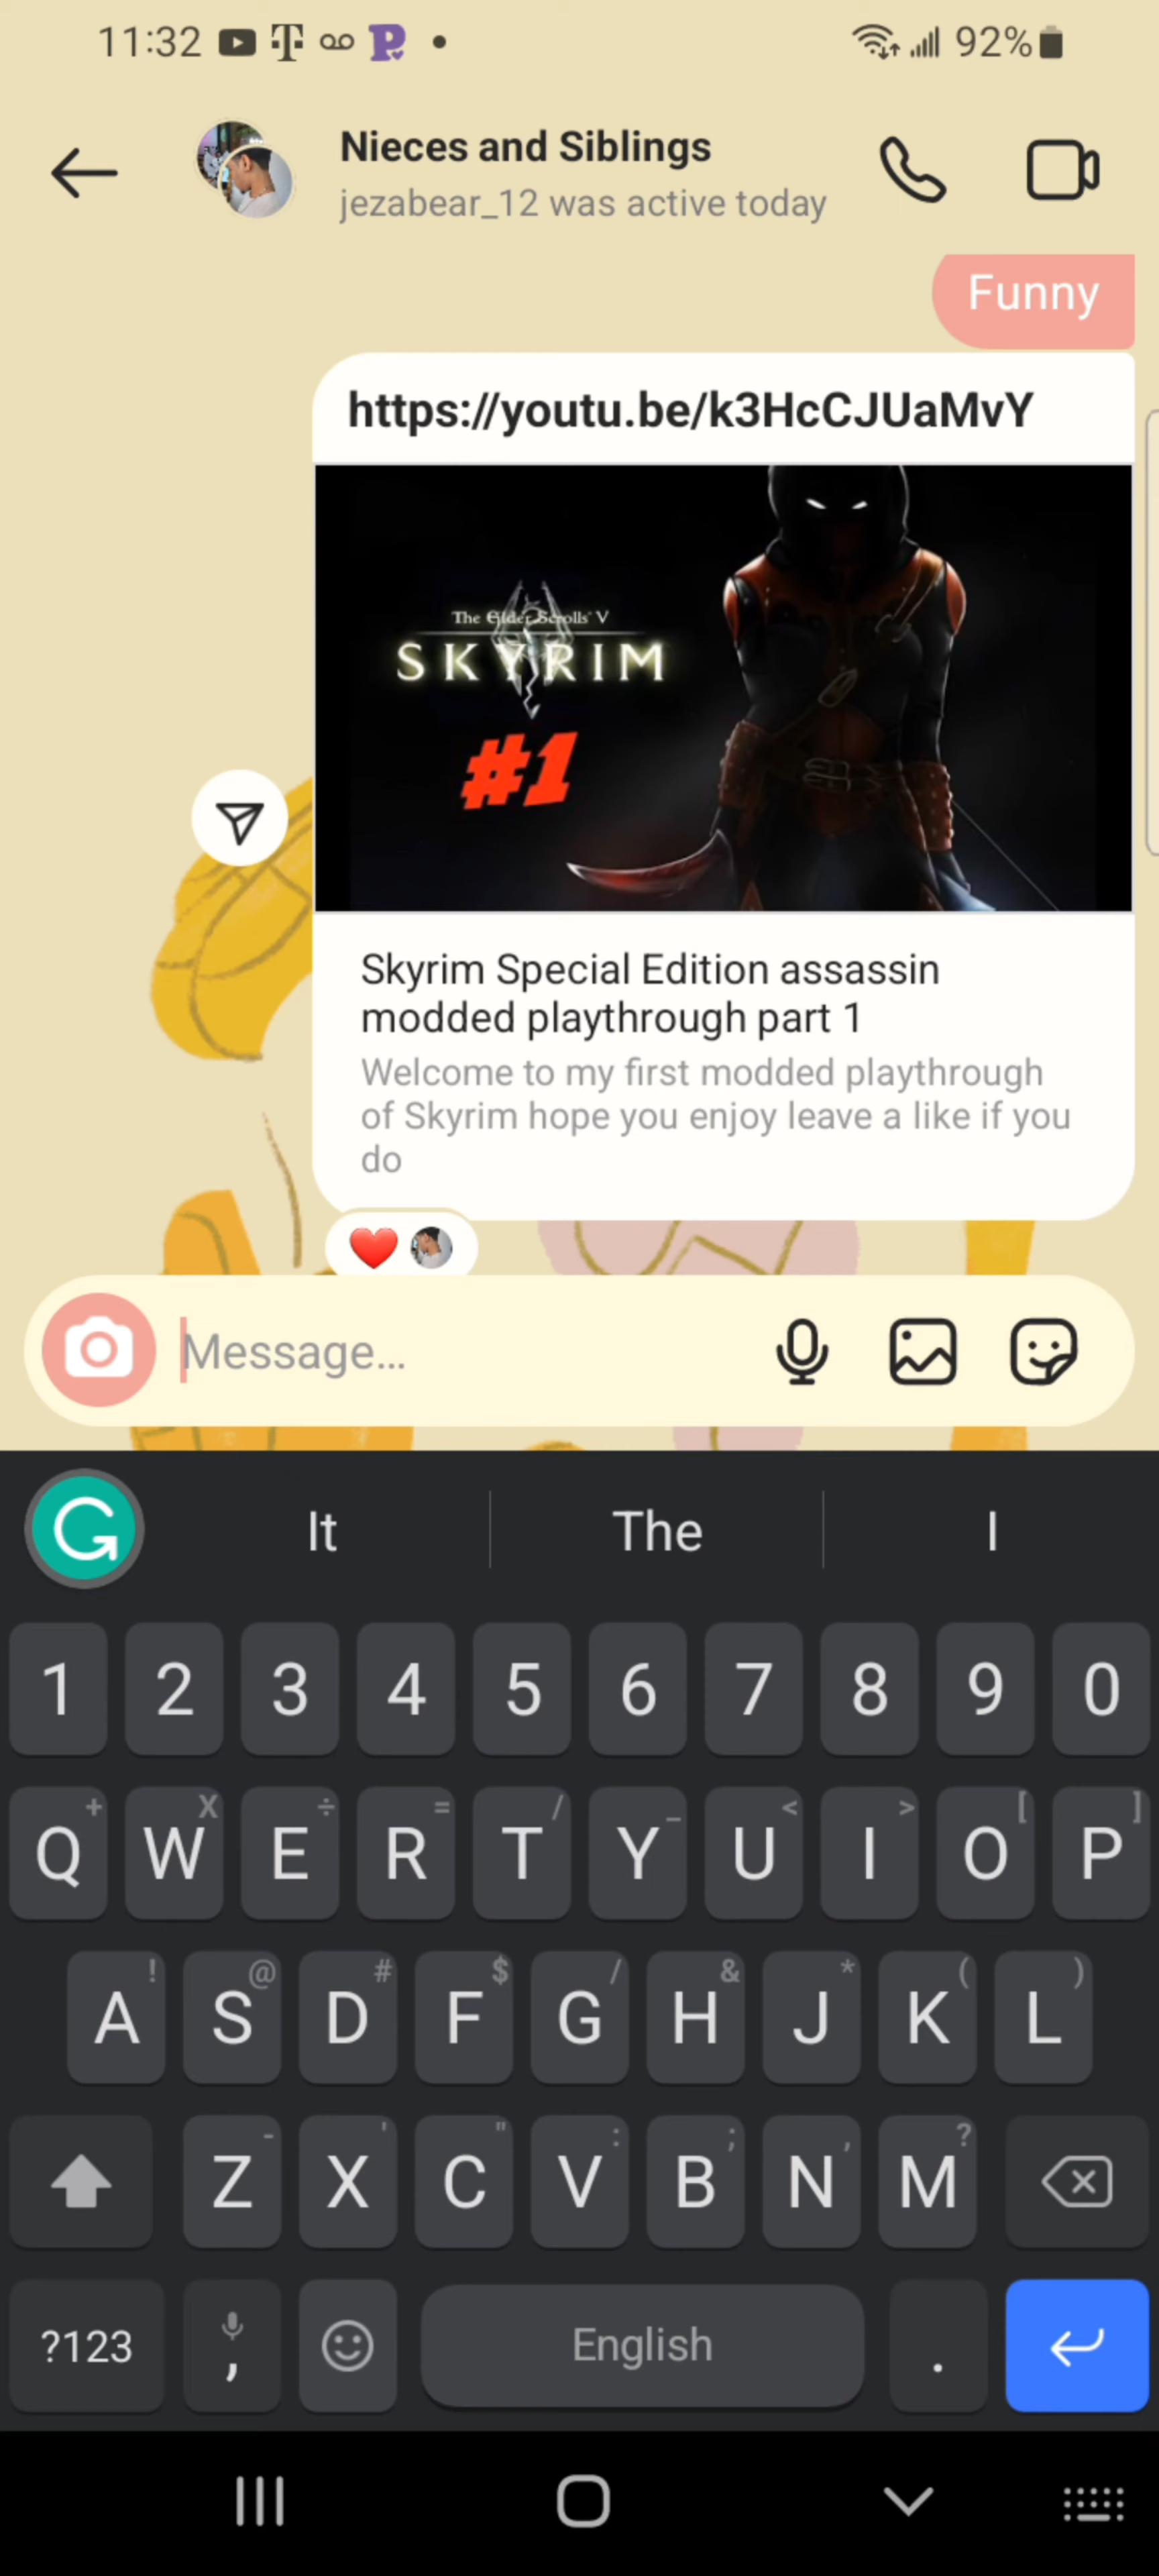 11:32
92%
Nieces and Siblings
jezabear_12 was active today
Funny
https://youtu.be/k3HcCJUaMvY
The Elder Scrolls V
SKYRIM
#1
Skyrim Special Edition assassin
modded playthrough part 1
Welcome to my first modded playthrough
of Skyrim hope you enjoy leave a like if you
do
Message...
It The I
1 2 3 4 5 6 7 8 9 0
+ X ÷ = / _ < > [ ]
Q W E R T Y U I O P
! @ # $ / & * ( )
A S D F G H J K L
- ' " : ; , ?
Z X C V B N M
?123 , English .